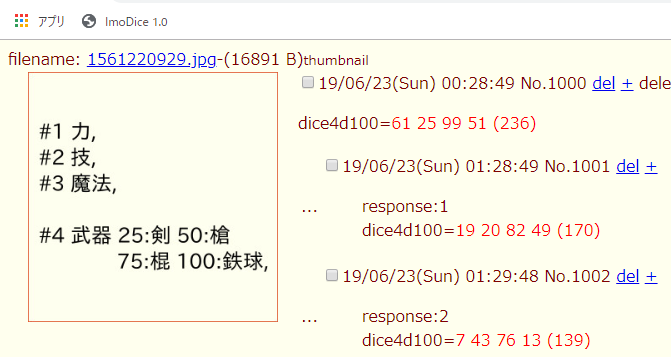 アプリ ImoDice 1.0
filename: 1561220929.jpg-(16891 B)thumbnail
#1 力,
#2 技,
#3 魔法,
#4 武器 25:剣 50:槍
75:棍 100:鉄球,
19/06/23(Sun) 00:28:49 No.1000 del + dele
dice4d100=61 25 99 51 (236)
19/06/23(Sun) 01:28:49 No.1001 del +
... response:1
dice4d100=19 20 82 49 (170)
19/06/23(Sun) 01:29:48 No.1002 del +
... response:2
dice4d100=7 43 76 13 (139)